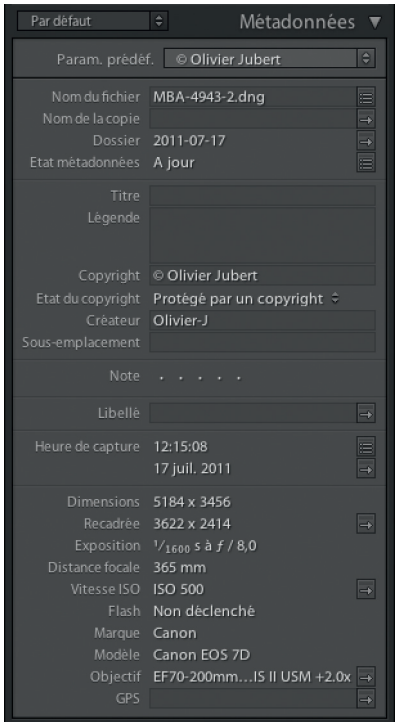 Par défaut Métadonnées
Param. prédéf. © Olivier Jubert
Nom du fichier MBA-4943-2.dng
Nom de la copie
Dossier 2011-07-17
Etat métadonnées A jour
Titre
Légende
Copyright © Olivier Jubert
Etat du copyright Protégé par un copyright
Créateur Olivier-J
Sous-emplacement
Note . . . . .
Libellé
Heure de capture 12:15:08
17 juil. 2011
Dimensions 5184 x 3456
Recadrée 3622 x 2414
Exposition 1/1600 s à ƒ / 8,0
Distance focale 365 mm
Vitesse ISO ISO 500
Flash Non déclenché
Marque Canon
Modèle Canon EOS 7D
Objectif EF70-200mm...IS II USM +2.0x
GPS